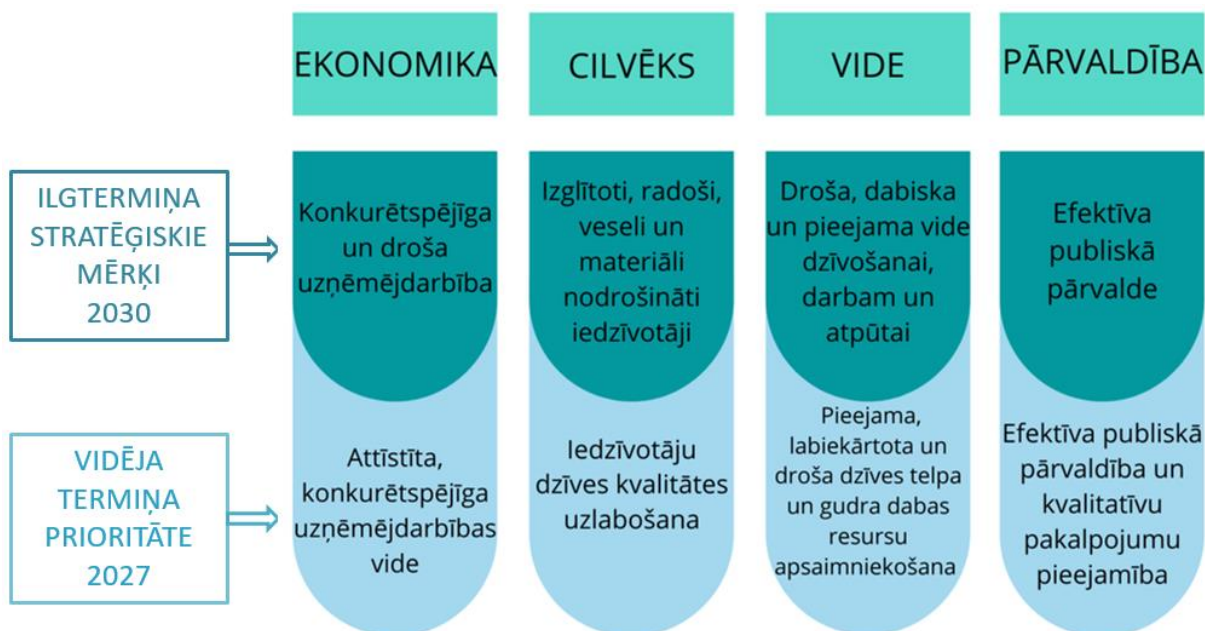 EKONOMIKA
CILVĒKS
VIDE
PĀRVALDĪBA
ILGTERMIŅA
STRATĒĢISKIE
MĒRĶI
2030
Konkurētspējīga
un droša
uzņēmējdarbība
Izglītoti, radoši,
veseli un
materiāli
nodrošināti
iedzīvotāji
Droša, dabiska
un pieejama vide
dzīvošanai,
darbam un
atpūtai
Efektīva
publiskā
pārvalde
VIDĒJA
TERMIŅA
PRIORITĀTE
2027
Attīstīta,
konkurētspējīga
uzņēmējdarbības
vide
Iedzīvotāju
dzīves kvalitātes
uzlabošana
Pieejama,
labiekārtota un
droša dzīves telpa
un gudra dabas
resursu
apsaimniekošana
Efektīva publiskā
pārvaldība un
kvalitatīvu
pakalpojumu
pieejamība